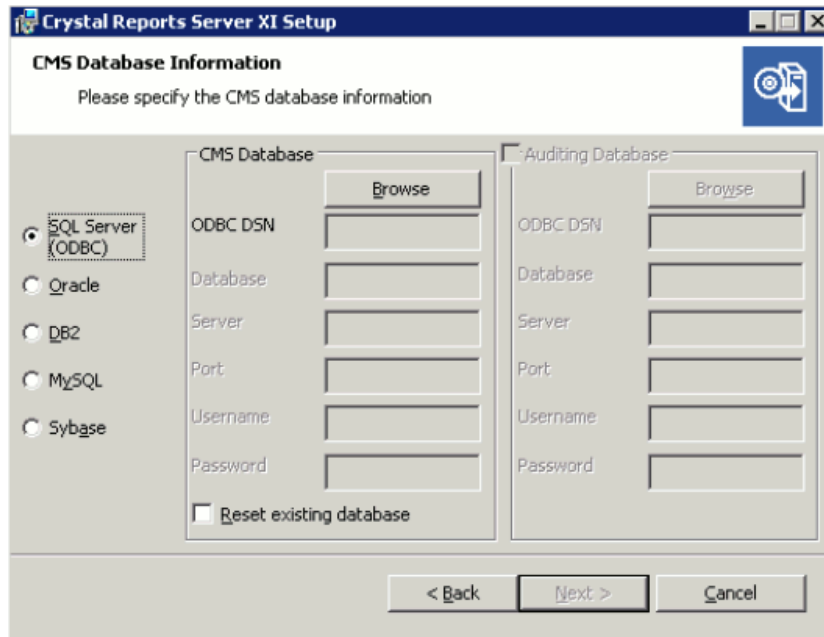 Crystal Reports Server XI Setup
CMS Database Information
Please specify the CMS database information
SQL Server
(ODBC)
Oracle
DB2
MySQL
Sybase
CMS Database
Browse
ODBC DSN
Database
Server
Port
Username
Password
Reset existing database
Auditing Database
Browse
ODBC DSN
Database
Server
Port
Username
Password
< Back
Next >
Cancel